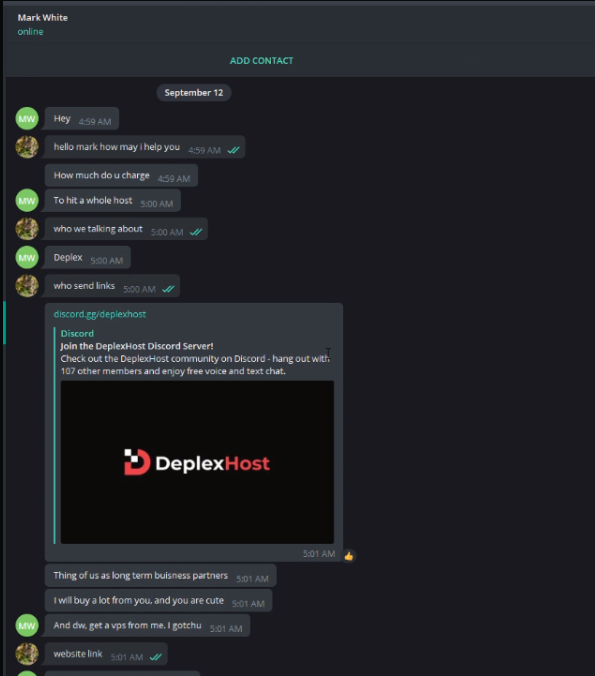 Mark White
online
ADD CONTACT
September 12
MW
Hey 4:59 AM
hello mark how may i help you 4:59 AM
How much do u charge 4:59 AM
MW
To hit a whole host 5:00 AM
who we talking about 5:00 AM
MW
Deplex 5:00 AM
who send links 5:00 AM
discord.gg/deplexhost
Discord
Join the DeplexHost Discord Server!
Check out the DeplexHost community on Discord - hang out with
107 other members and enjoy free voice and text chat.
DeplexHost
5:01 AM
Thing of us as long term buisness partners 5:01 AM
I will buy a lot from you, and you are cute 5:01 AM
MW
And dw, get a vps from me, I gotchu 5:01 AM
website link 5:01 AM